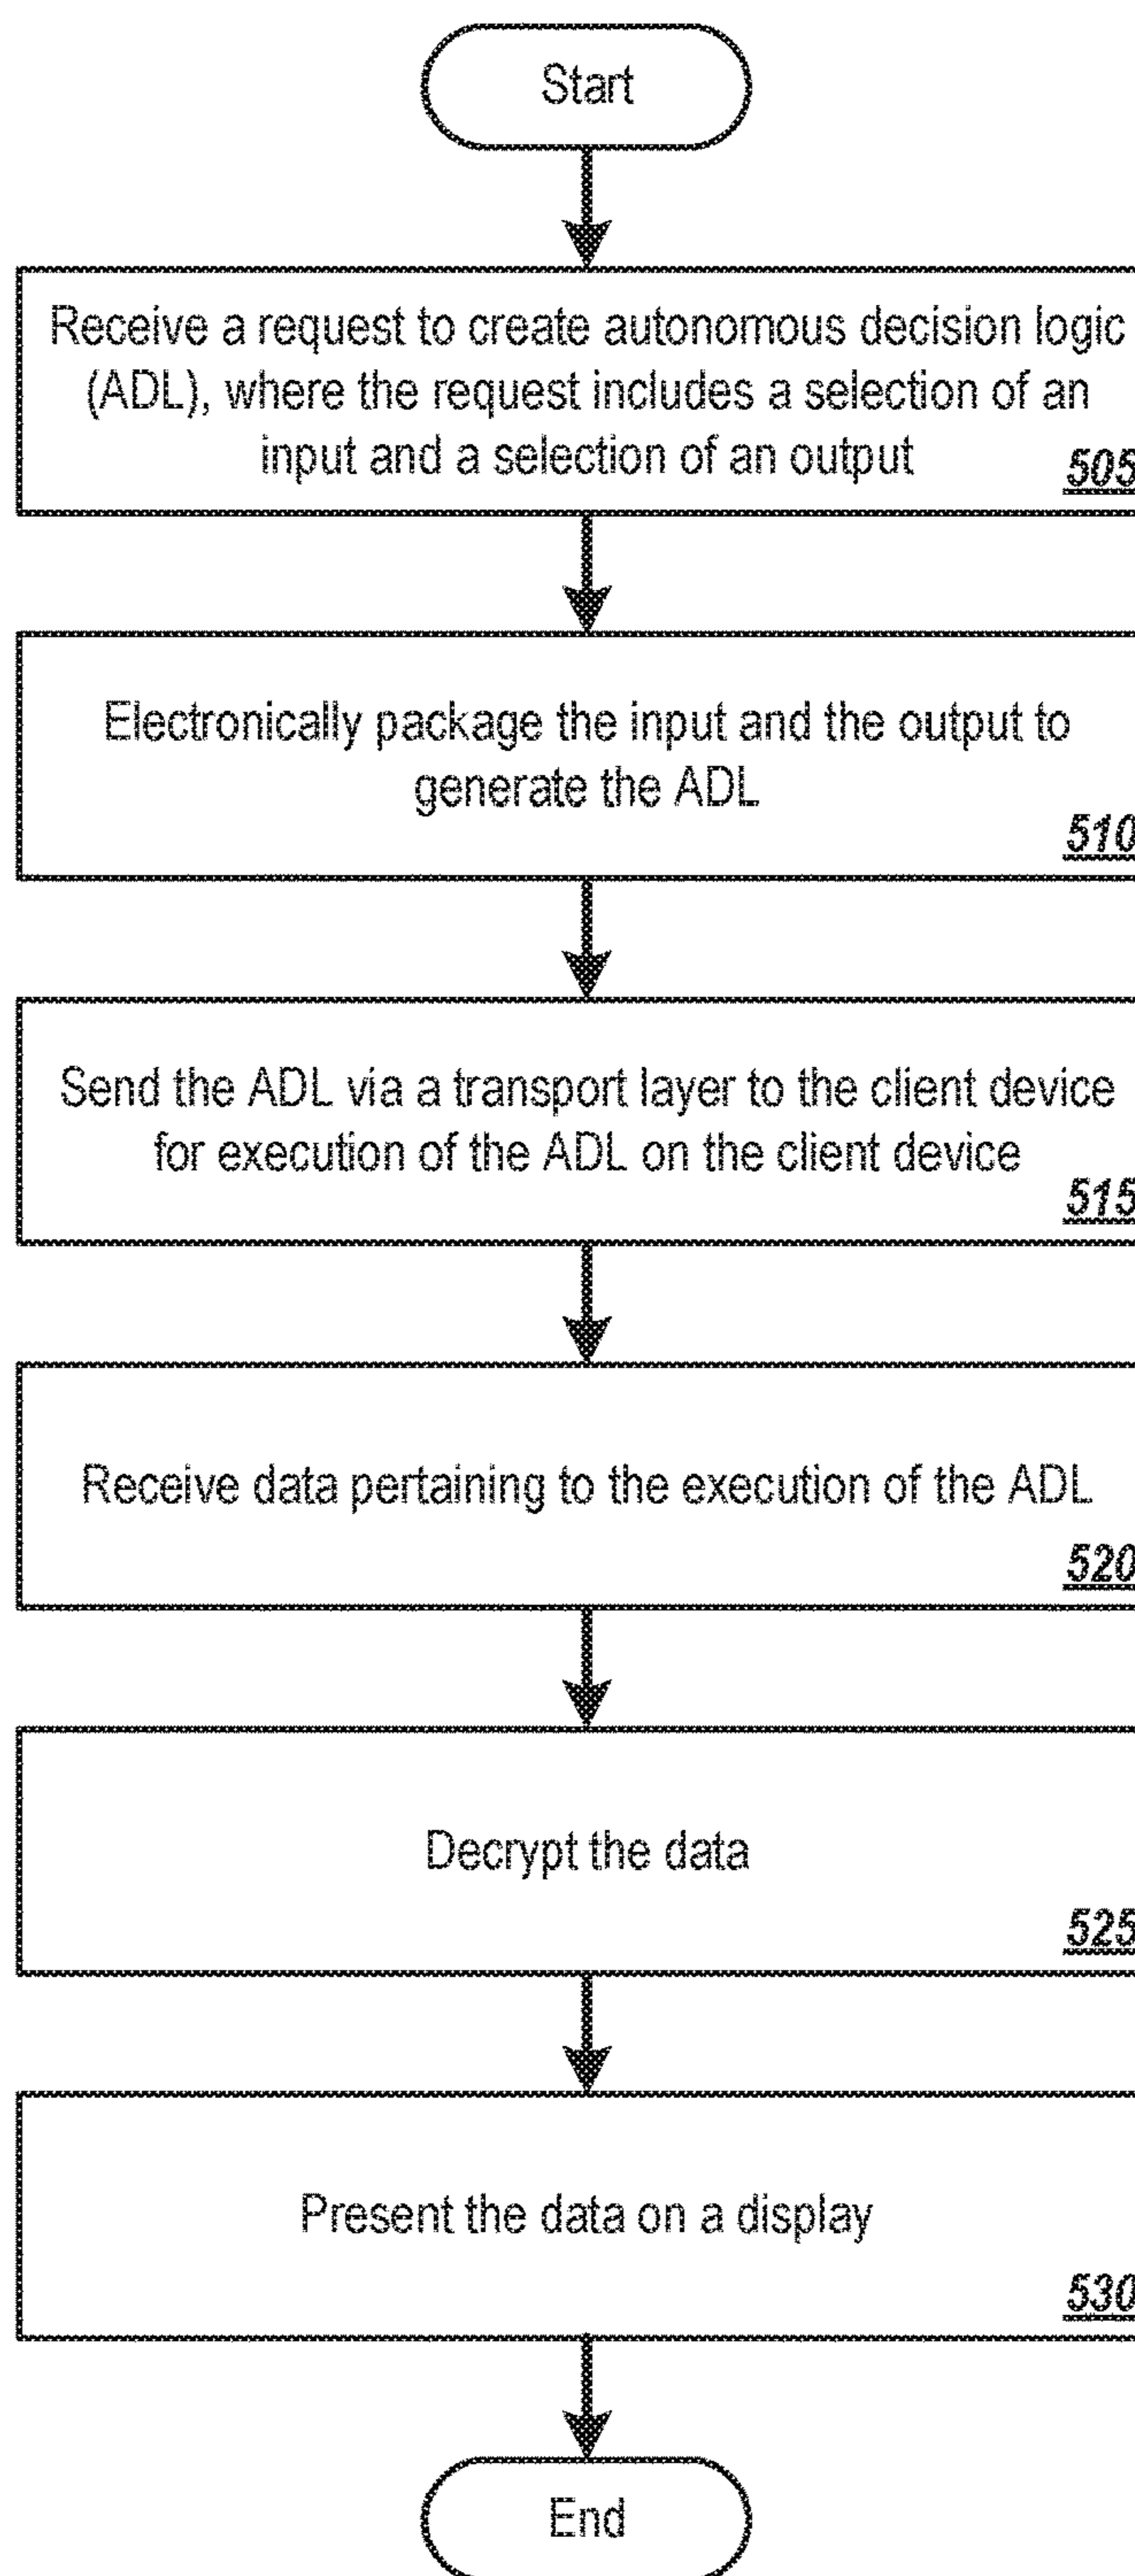 Start
Receive a request to create autonomous decision logic
(ADL), where the request includes a selection of an
input and a selection of an output
505
Electronically package the input and the output to
generate the ADL
510
Send the ADL via a transport layer to the client device
for execution of the ADL on the client device
515
Receive data pertaining to the execution of the ADL
520
Decrypt the data
525
Present the data on a display
530
End